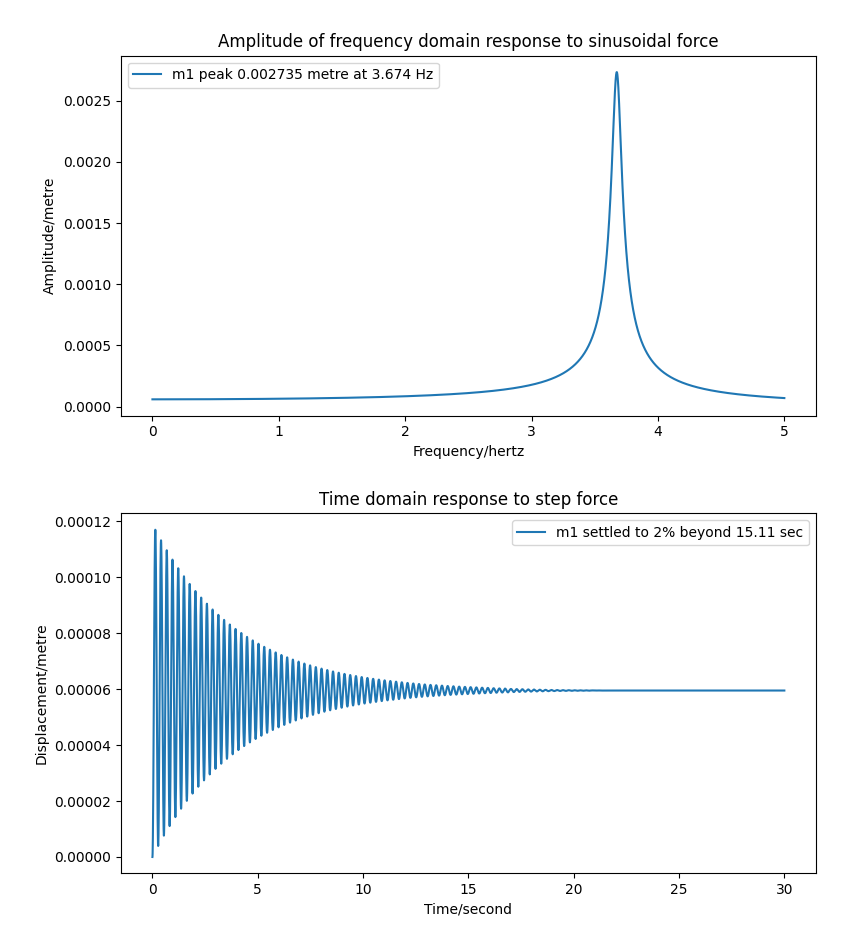 Amplitude of frequency domain response to sinusoidal force
m1 peak 0.002735 metre at 3.674 Hz
0.0025
0.0020
0.0015
0.0010
0.0005
0.0000
Amplitude/metre
0 1 2 3 4 5
Frequency/hertz
Time domain response to step force
m1 settled to 2% beyond 15.11 sec
0.00012
0.00010
0.00008
0.00006
0.00004
0.00002
0.00000
Displacement/metre
0 5 10 15 20 25 30
Time/second